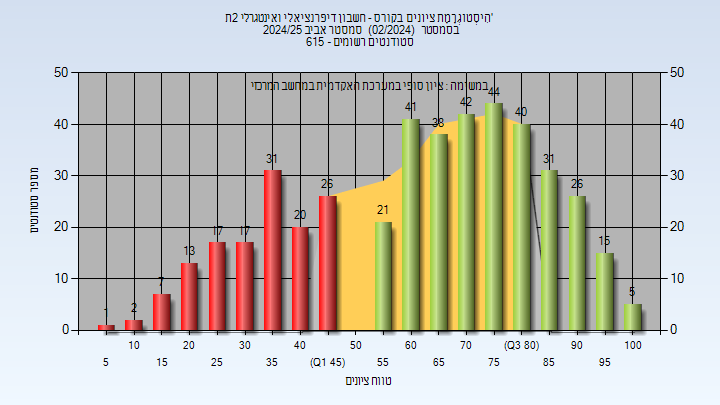 היסטוגרמת ציונים בקורס - חשבון דיפרנציאלי ואינטגרלי 2ת'
בסמסטר (02/2024) סמסטר אביב 2024/25
סטודנטים רשומים - 615
במשימה : ציון סופי במערכת האקדמית במחשב המרכזי
מספר סטודנטים
50 50
40 40
30 30
20 20
10 10
0 0
1 2 7 13 17 17 31 20 26 21 41 38 42 44 40 31 26 15 5
10 20 30 40 50 60 70 (Q3 80) 90 100
5 15 25 35 (Q1 45) 55 65 75 85 95
טווח ציונים